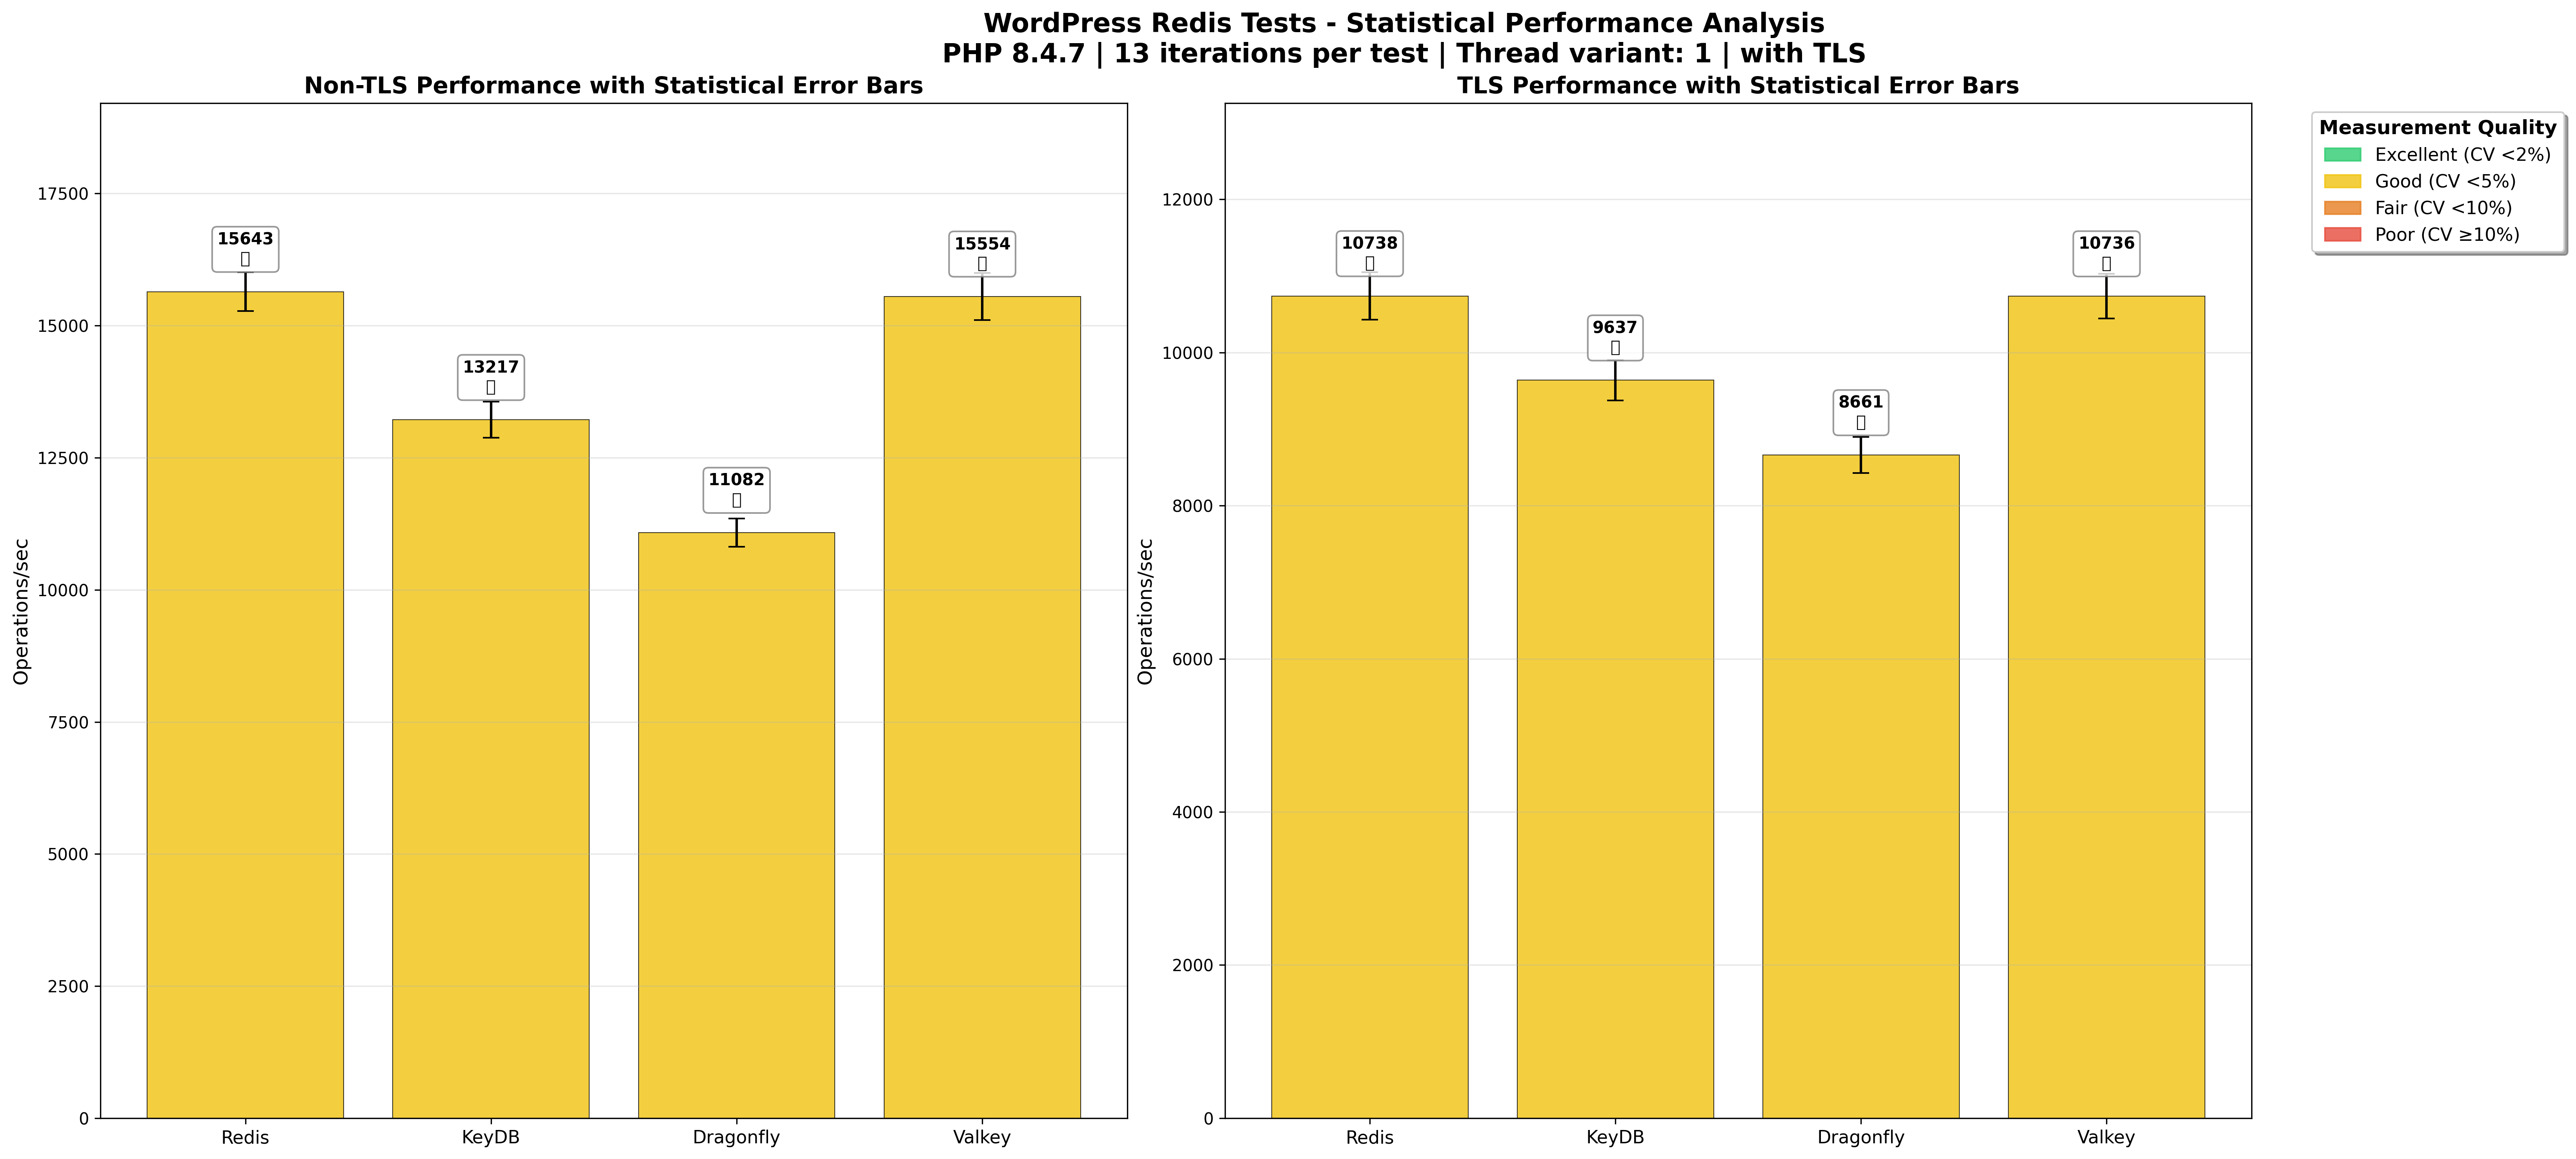 WordPress Redis Tests - Statistical Performance Analysis
PHP 8.4.7 | 13 iterations per test | Thread variant: 1 | with TLS
Non-TLS Performance with Statistical Error Bars
Operations/sec
17500
15000
12500
10000
7500
5000
2500
0
15643
13217
11082
15554
Redis
KeyDB
Dragonfly
Valkey
TLS Performance with Statistical Error Bars
Operations/sec
12000
10000
8000
6000
4000
2000
0
10738
9637
8661
10736
Redis
KeyDB
Dragonfly
Valkey
Measurement Quality
Excellent (CV <2%)
Good (CV <5%)
Fair (CV <10%)
Poor (CV ≥10%)